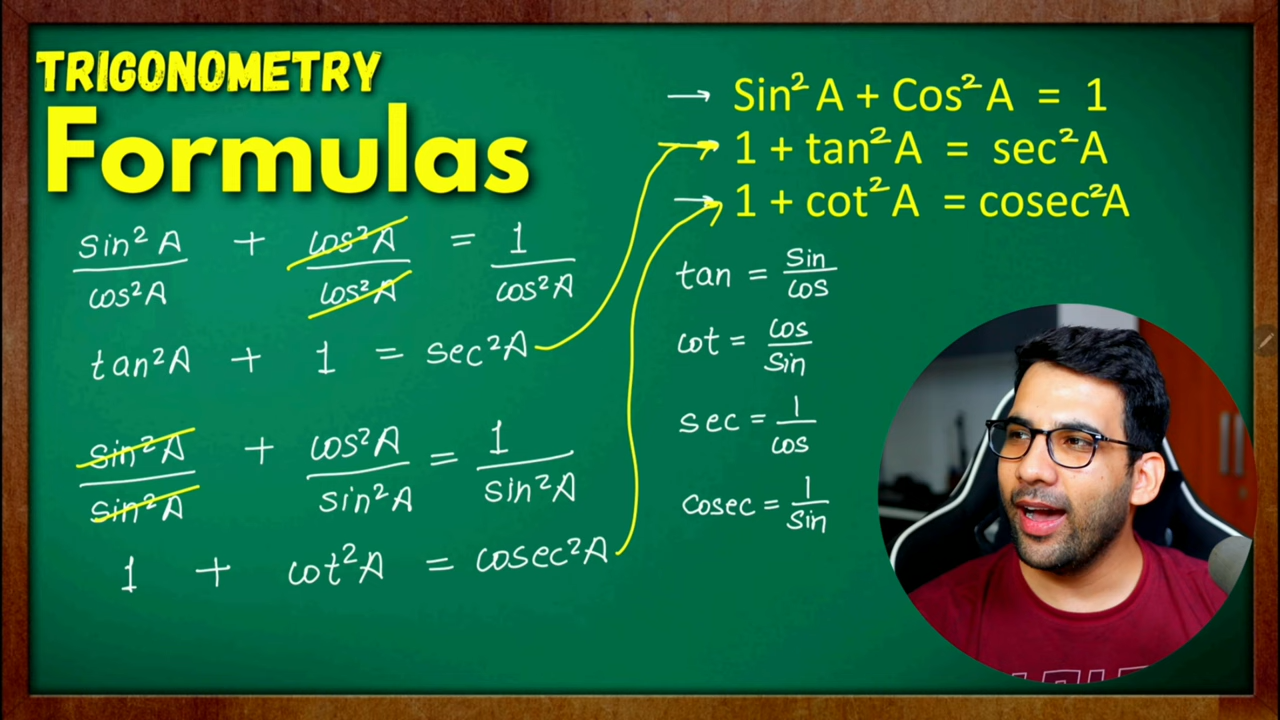 TRIGONOMETRY
Formulas
→ Sin² A + Cos² A = 1
→ 1 + tan² A = sec² A
→ 1 + cot² A = cosec²A
sin² A / cos² A + cos² A / cos² A = 1 / cos² A
tan² A + 1 = sec² A
sin² A / sin² A + cos² A / sin² A = 1 / sin² A
1 + cot² A = cosec² A
tan = Sin / cos
cot = cos / Sin
sec = 1 / cos
cosec = 1 / Sin